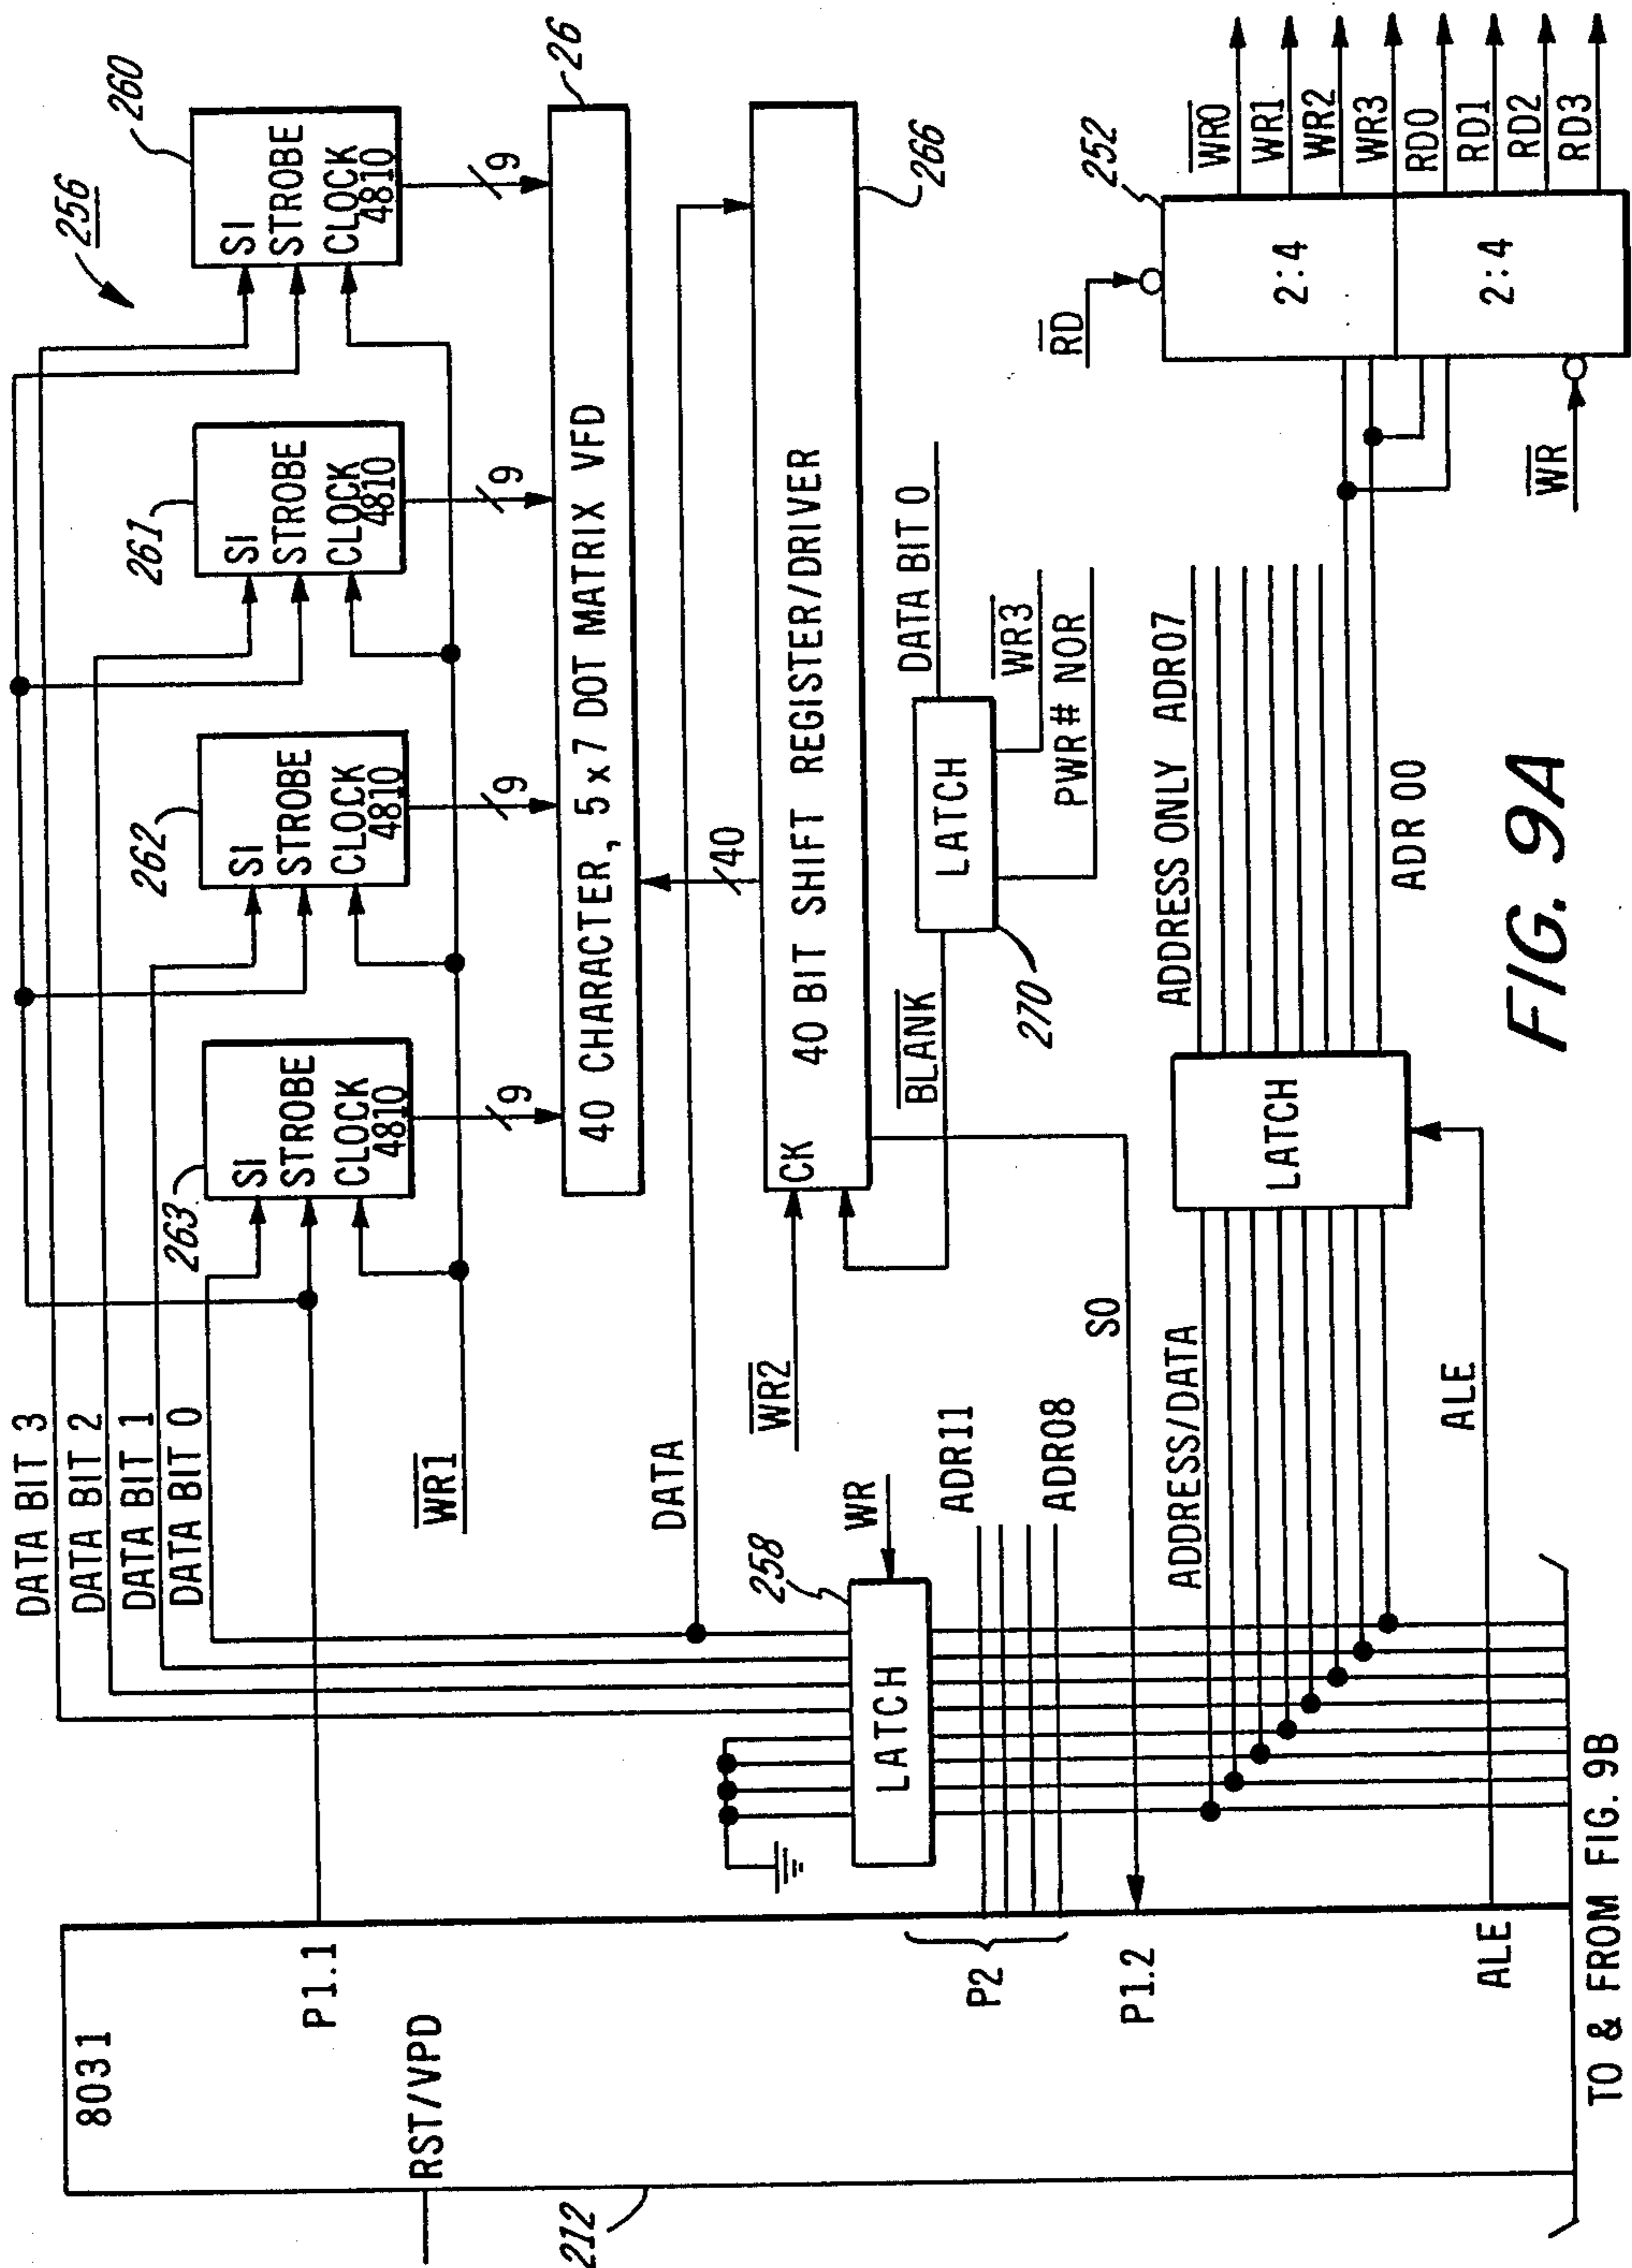 8031
212
RST/VPD
P1.1
P2
P1.2
ALE
TO & FROM FIG. 9B
DATA BIT 3
DATA BIT 2
DATA BIT 1
DATA BIT 0
WR1
DATA
WR2
258
WR
LATCH
ADR11
ADR08
SO
ADDRESS/DATA
ALE
256
263
SI
STROBE
CLOCK
4810
9
262
SI
STROBE
CLOCK
4810
9
261
SI
STROBE
CLOCK
4810
9
260
SI
STROBE
CLOCK
4810
9
40 CHARACTER, 5 x 7 DOT MATRIX VFD
26
40
CK
40 BIT SHIFT REGISTER/DRIVER
266
BLANK
LATCH
270
DATA BIT 0
WR3
PWR# NOR
LATCH
ADDRESS ONLY ADR07
ADR 00
RD
WR
252
2:4
2:4
WR0
WR1
WR2
WR3
RD0
RD1
RD2
RD3
FIG. 9A